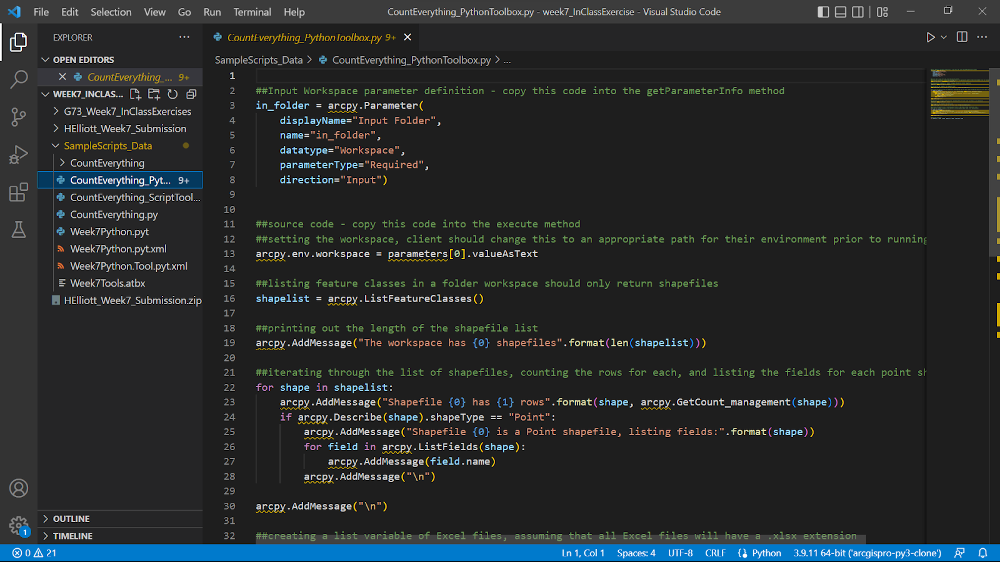 File Edit Selection View Go Run Terminal Help CountEverything_PythonToolbox.py - week7_InClassExercise - Visual Studio Code
EXPLORER
OPEN EDITORS
CountEverything_... 9+
WEEK7_INCLAS...
G73_Week7_InClassExercises
HElliott_Week7_Submission
SampleScripts_Data
CountEverything
CountEverything_Pyt... 9+
CountEverything_ScriptTool...
CountEverything.py
Week7Python.pyt
Week7Python.pyt.xml
Week7Python.Tool.pyt.xml
Week7Tools.atbx
HElliott_Week7_Submission.zip
OUTLINE
TIMELINE
CountEverything_PythonToolbox.py 9+
SampleScripts_Data > CountEverything_PythonToolbox.py > ...
1
2 ##Input Workspace parameter definition - copy this code into the getParameterInfo method
3 in_folder = arcpy.Parameter(
4 displayName="Input Folder",
5 name="in_folder",
6 datatype="Workspace",
7 parameterType="Required",
8 direction="Input")
9
10
11 ##source code - copy this code into the execute method
12 ##setting the workspace, client should change this to an appropriate path for their environment prior to running
13 arcpy.env.workspace = parameters[0].valueAsText
14
15 ##listing feature classes in a folder workspace should only return shapefiles
16 shapelist = arcpy.ListFeatureClasses()
17
18 ##printing out the length of the shapefile list
19 arcpy.AddMessage("The workspace has {0} shapefiles".format(len(shapelist)))
20
21 ##iterating through the list of shapefiles, counting the rows for each, and listing the fields for each point sh
22 for shape in shapelist:
23 arcpy.AddMessage("Shapefile {0} has {1} rows".format(shape, arcpy.GetCount_management(shape)))
24 if arcpy.Describe(shape).shapeType == "Point":
25 arcpy.AddMessage("Shapefile {0} is a Point shapefile, listing fields:".format(shape))
26 for field in arcpy.ListFields(shape):
27 arcpy.AddMessage(field.name)
28 arcpy.AddMessage("\n")
29
30 arcpy.AddMessage("\n")
31
32 ##creating a list variable of Excel files, assuming that all Excel files will have a .xlsx extension
1
0 21 Ln 1, Col 1 Spaces: 4 UTF-8 CRLF Python 3.9.11 64-bit ('arcgispro-py3-clone')